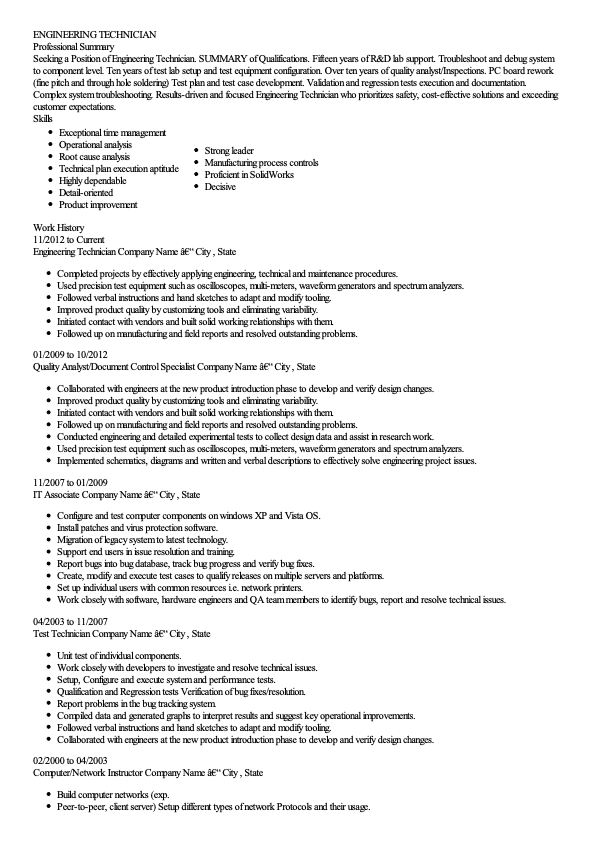 ENGINEERING TECHNICIAN
Professional Summary
Seeking a Position of Engineering Technician. SUMMARY of Qualifications. Fifteen years of R&D lab support. Troubleshoot and debug system
to component level. Ten years of test lab setup and test equipment configuration. Over ten years of quality analyst/Inspections. PC board rework
(fine pitch and through hole soldering) Test plan and test case development. Validation and regression tests execution and documentation.
Complex system troubleshooting. Results-driven and focused Engineering Technician who prioritizes safety, cost-effective solutions and exceeding
customer expectations.
Skills
• Exceptional time management
• Operational analysis
• Root cause analysis
• Technical plan execution aptitude
• Highly dependable
• Detail-oriented
• Product improvement
• Strong leader
• Manufacturing process controls
• Proficient in SolidWorks
• Decisive
Work History
11/2012 to Current
Engineering Technician Company Name â€“ City , State
• Completed projects by effectively applying engineering, technical and maintenance procedures.
• Used precision test equipment such as oscilloscopes, multi-meters, waveform generators and spectrum analyzers.
• Followed verbal instructions and hand sketches to adapt and modify tooling.
• Improved product quality by customizing tools and eliminating variability.
• Initiated contact with vendors and built solid working relationships with them.
• Followed up on manufacturing and field reports and resolved outstanding problems.
01/2009 to 10/2012
Quality Analyst/Document Control Specialist Company Name â€“ City , State
• Collaborated with engineers at the new product introduction phase to develop and verify design changes.
• Improved product quality by customizing tools and eliminating variability.
• Initiated contact with vendors and built solid working relationships with them.
• Followed up on manufacturing and field reports and resolved outstanding problems.
• Conducted engineering and detailed experimental tests to collect design data and assist in research work.
• Used precision test equipment such as oscilloscopes, multi-meters, waveform generators and spectrum analyzers.
• Implemented schematics, diagrams and written and verbal descriptions to effectively solve engineering project issues.
11/2007 to 01/2009
IT Associate Company Name â€“ City , State
• Configure and test computer components on windows XP and Vista OS.
• Install patches and virus protection software.
• Migration of legacy system to latest technology.
• Support end users in issue resolution and training.
• Report bugs into bug database, track bug progress and verify bug fixes.
• Create, modify and execute test cases to qualify releases on multiple servers and platforms.
• Set up individual users with common resources i.e. network printers.
• Work closely with software, hardware engineers and QA team members to identify bugs, report and resolve technical issues.
04/2003 to 11/2007
Test Technician Company Name â€“ City , State
• Unit test of individual components.
• Work closely with developers to investigate and resolve technical issues.
• Setup, Configure and execute system and performance tests.
• Qualification and Regression tests Verification of bug fixes/resolution.
• Report problems in the bug tracking system.
• Compiled data and generated graphs to interpret results and suggest key operational improvements.
• Followed verbal instructions and hand sketches to adapt and modify tooling.
• Collaborated with engineers at the new product introduction phase to develop and verify design changes.
02/2000 to 04/2003
Computer/Network Instructor Company Name â€“ City , State
• Build computer networks (exp.
• Peer-to-peer, client server) Setup different types of network Protocols and their usage.